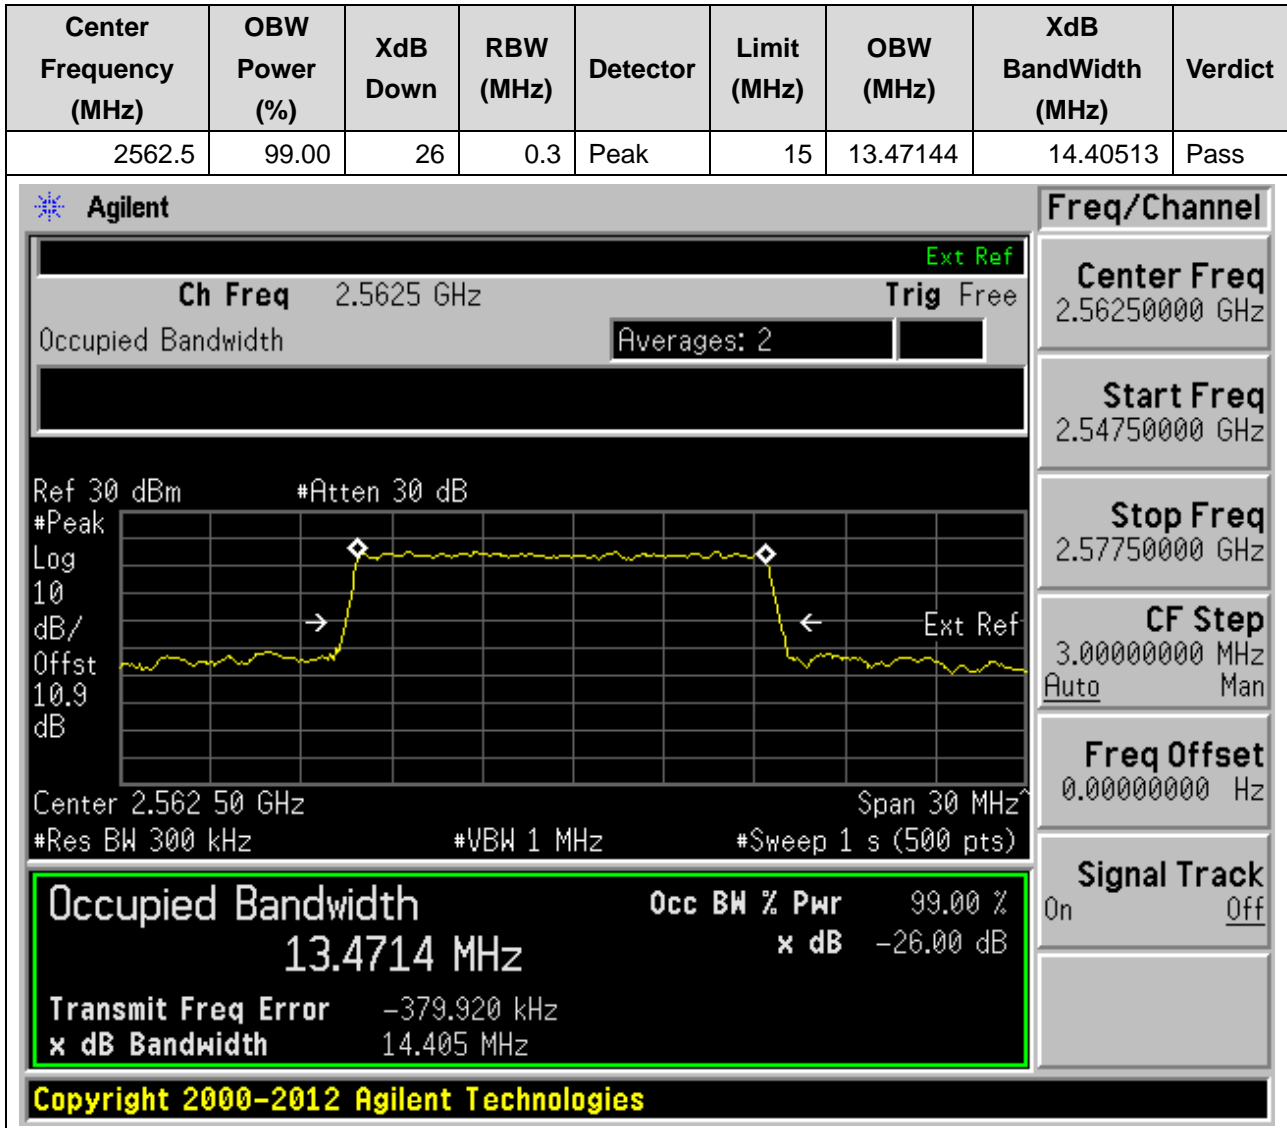 Center Frequency (MHz) OBW Power (%) XdB Down RBW (MHz) Detector Limit (MHz) OBW (MHz) XdB BandWidth (MHz) Verdict
2562.5 99.00 26 0.3 Peak 15 13.47144 14.40513 Pass
Agilent
Freq/Channel
Ext Ref
Ch Freq 2.5625 GHz Trig Free
Occupied Bandwidth Averages: 2
Center Freq
2.56250000 GHz
Start Freq
2.54750000 GHz
Stop Freq
2.57750000 GHz
CF Step
3.00000000 MHz
Auto Man
Freq Offset
0.00000000 Hz
Signal Track
On Off
Ref 30 dBm #Atten 30 dB
#Peak
Log
10
dB/
Offst
10.9
dB
Ext Ref
Center 2.562 50 GHz Span 30 MHz^
#Res BW 300 kHz #VBW 1 MHz #Sweep 1 s (500 pts)
Occupied Bandwidth
13.4714 MHz
Occ BW % Pwr 99.00 %
x dB -26.00 dB
Transmit Freq Error -379.920 kHz
x dB Bandwidth 14.405 MHz
Copyright 2000-2012 Agilent Technologies